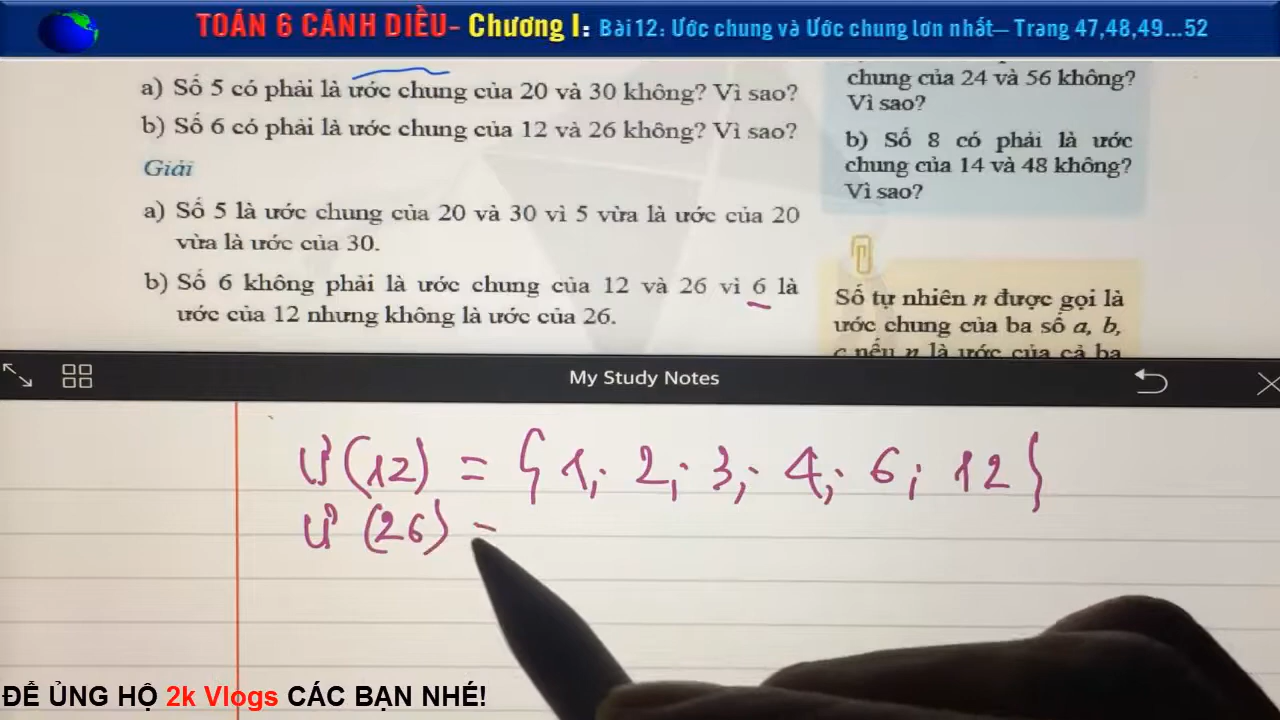 TOÁN 6 CÁNH DIỀU- Chương I: Bài 12: Ước chung và Ước chung lớn nhất– Trang 47,48,49...52
a) Số 5 có phải là ước chung của 20 và 30 không? Vì sao?
b) Số 6 có phải là ước chung của 12 và 26 không? Vì sao?
Giải
a) Số 5 là ước chung của 20 và 30 vì 5 vừa là ước của 20
vừa là ước của 30.
b) Số 6 không phải là ước chung của 12 và 26 vì 6 là
ước của 12 nhưng không là ước của 26.
chung của 24 và 56 không?
Vì sao?
b) Số 8 có phải là ước
chung của 14 và 48 không?
Vì sao?
Số tự nhiên n được gọi là
ước chung của ba số a, b,
c nếu n là ước của cả ba
My Study Notes
Ư(12) = { 1; 2; 3; 4; 6; 12 }
Ư(26) =
ĐỂ ỦNG HỘ 2k Vlogs CÁC BẠN NHÉ!